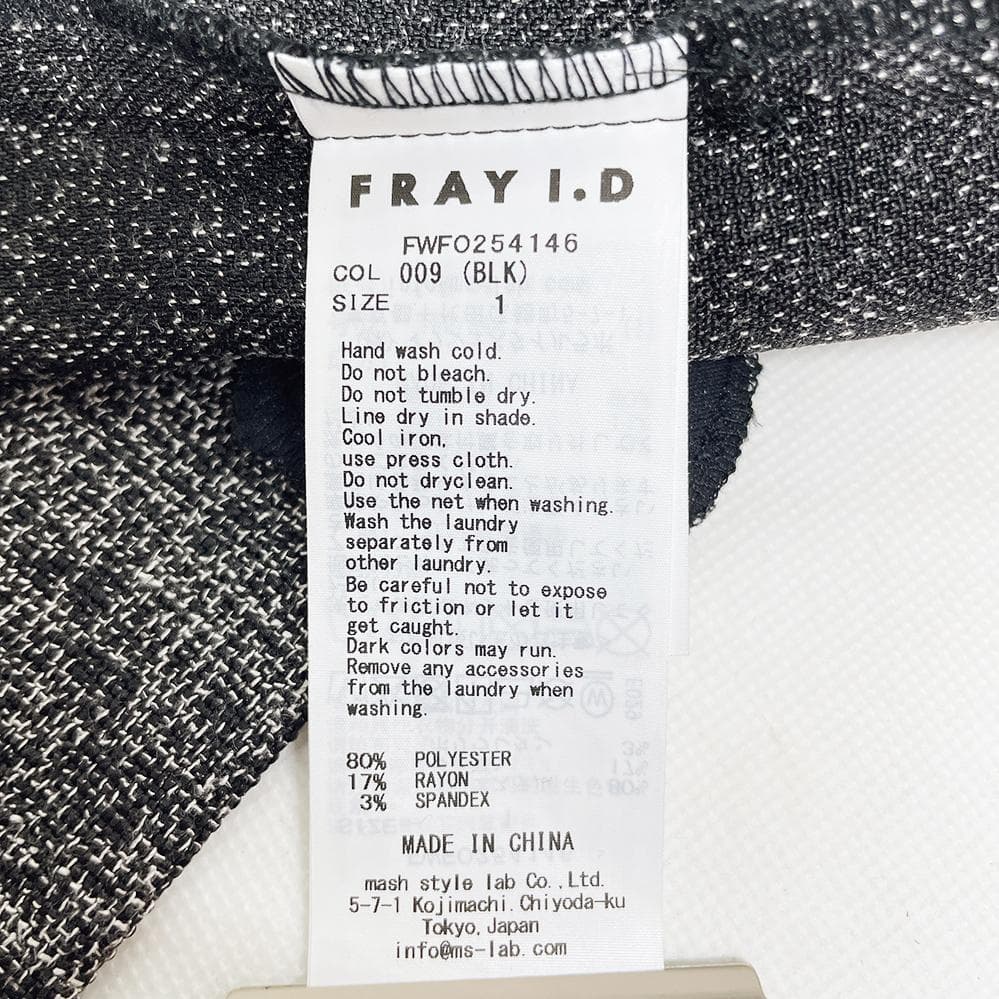 FRAY I.D
FWFO254146
COL 009 (BLK)
SIZE 1
Hand wash cold.
Do not bleach.
Do not tumble dry.
Line dry in shade.
Cool iron,
use press cloth.
Do not dryclean.
Use the net when washing.
Wash the laundry
separately from
other laundry.
Be careful not to expose
to friction or let it
get caught.
Dark colors may run.
Remove any accessories
from the laundry when
washing.
80% POLYESTER
17% RAYON
3% SPANDEX
MADE IN CHINA
mash style lab Co.,Ltd.
5-7-1 Kojimachi.Chiyoda-ku
Tokyo,Japan
info@ms-lab.com